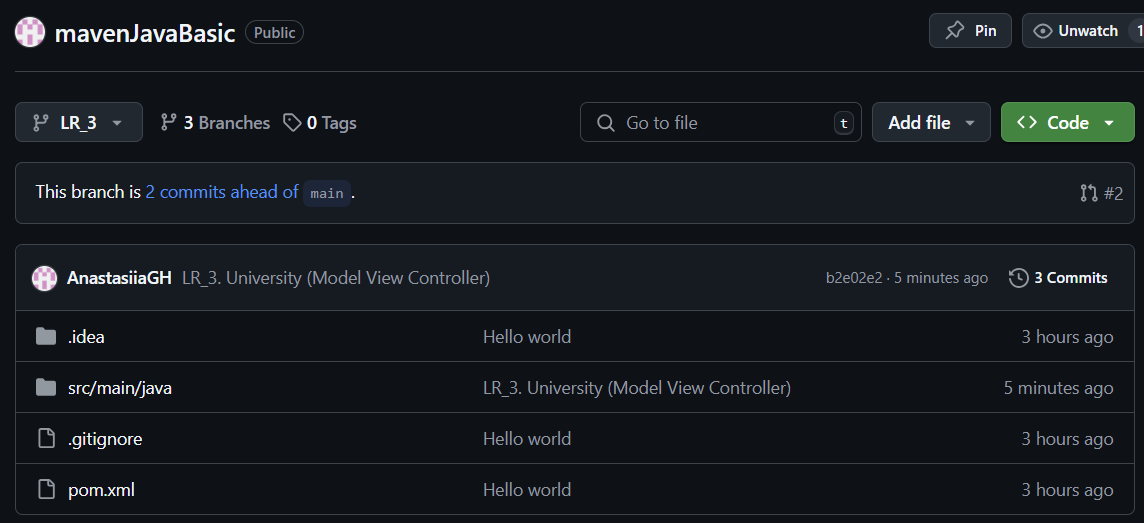 mavenJavaBasic Public Pin Unwatch 1
LR_3 3 Branches 0 Tags Go to file t Add file Code
This branch is 2 commits ahead of main . #2
AnastasiiaGH LR_3. University (Model View Controller) b2e02e2 · 5 minutes ago 3 Commits
.idea Hello world 3 hours ago
src/main/java LR_3. University (Model View Controller) 5 minutes ago
.gitignore Hello world 3 hours ago
pom.xml Hello world 3 hours ago